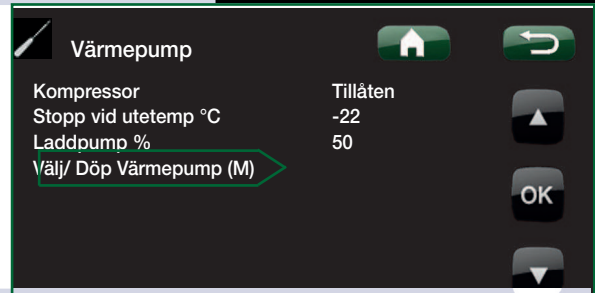 Värmepump
Kompressor Tillåten
Stopp vid utetemp °C -22
Laddpump % 50
Välj/ Döp Värmepump (M)
OK